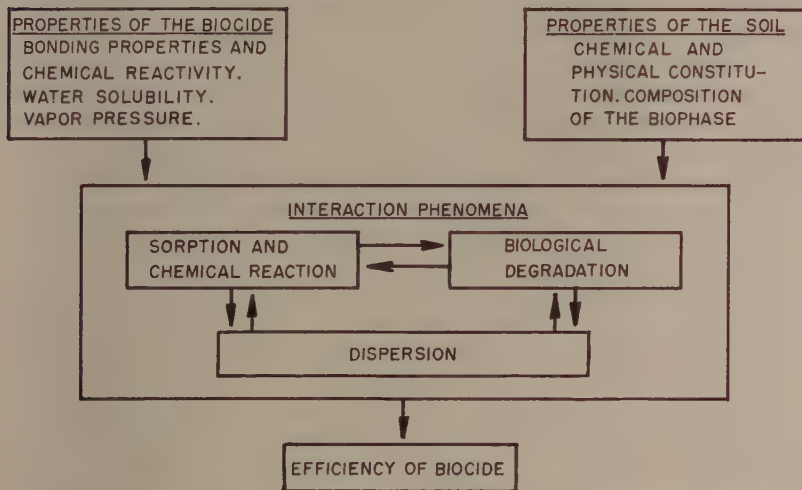 PROPERTIES OF THE BIOCIDE
BONDING PROPERTIES AND
CHEMICAL REACTIVITY.
WATER SOLUBILITY.
VAPOR PRESSURE.
PROPERTIES OF THE SOIL
CHEMICAL AND
PHYSICAL CONSTITU-
TION. COMPOSITION
OF THE BIOPHASE
INTERACTION PHENOMENA
SORPTION AND
CHEMICAL REACTION
BIOLOGICAL
DEGRADATION
DISPERSION
EFFICIENCY OF BIOCIDE